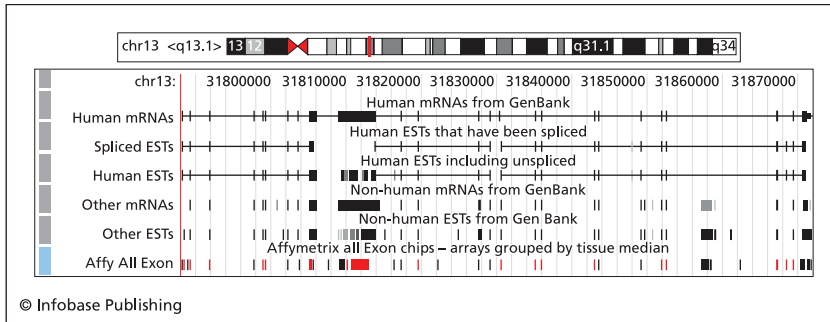 chr13 <q13.1> 13 12 q31.1 q34
chr13: 31800000 31810000 31820000 31830000 31840000 31850000 31860000 31870000
Human mRNAs from GenBank
Human mRNAs
Human ESTs that have been spliced
Spliced ESTs
Human ESTs including unspliced
Human ESTs
Non-human mRNAs from GenBank
Other mRNAs
Non-human ESTs from Gen Bank
Other ESTs
Affymetrix all Exon chips – arrays grouped by tissue median
Affy All Exon
© Infobase Publishing